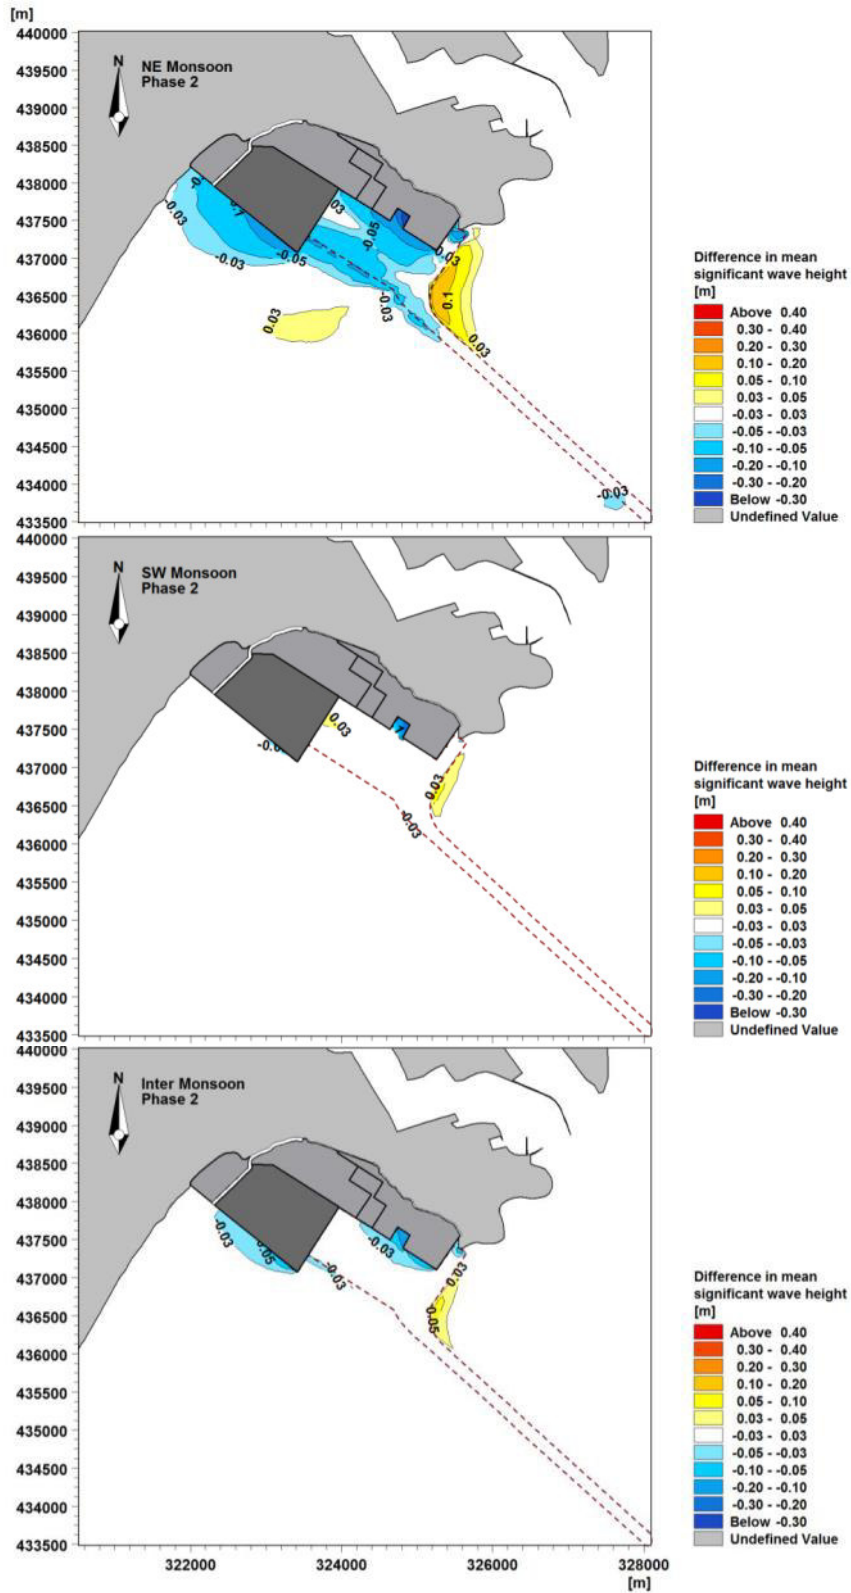 [m]
440000
439500
439000
438500
438000
437500
437000
436500
436000
435500
435000
434500
434000
433500
N
NE Monsoon
Phase 2
-0.03
-0.03
-0.05
-0.05
-0.03
0.03
0.1
0.03
0.03
-0.03
Difference in mean
significant wave height
[m]
Above 0.40
0.30 - 0.40
0.20 - 0.30
0.10 - 0.20
0.05 - 0.10
0.03 - 0.05
-0.03 - 0.03
-0.05 - -0.03
-0.10 - -0.05
-0.20 - -0.10
-0.30 - -0.20
Below -0.30
Undefined Value
440000
439500
439000
438500
438000
437500
437000
436500
436000
435500
435000
434500
434000
433500
N
SW Monsoon
Phase 2
0.03
0.03
-0.03
Difference in mean
significant wave height
[m]
Above 0.40
0.30 - 0.40
0.20 - 0.30
0.10 - 0.20
0.05 - 0.10
0.03 - 0.05
-0.03 - 0.03
-0.05 - -0.03
-0.10 - -0.05
-0.20 - -0.10
-0.30 - -0.20
Below -0.30
Undefined Value
440000
439500
439000
438500
438000
437500
437000
436500
436000
435500
435000
434500
434000
433500
N
Inter Monsoon
Phase 2
-0.03
-0.03
-0.03
0.03
0.05
Difference in mean
significant wave height
[m]
Above 0.40
0.30 - 0.40
0.20 - 0.30
0.10 - 0.20
0.05 - 0.10
0.03 - 0.05
-0.03 - 0.03
-0.05 - -0.03
-0.10 - -0.05
-0.20 - -0.10
-0.30 - -0.20
Below -0.30
Undefined Value
322000
324000
326000
328000
[m]